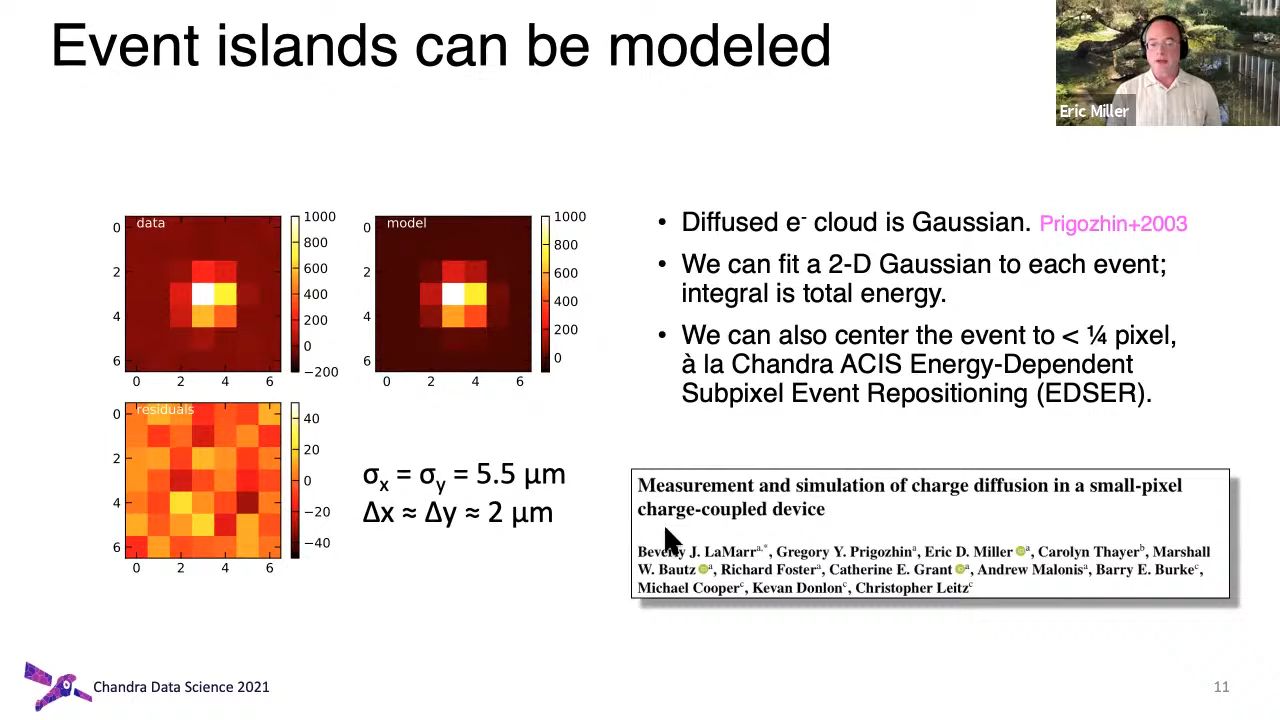 Event islands can be modeled
Eric Miller
data
0
2
4
6
0 2 4 6
1000
800
600
400
200
0
−200
model
0
2
4
6
0 2 4 6
1000
800
600
400
200
0
residuals
0
2
4
6
0 2 4 6
40
20
0
−20
−40
σx = σy = 5.5 μm
Δx ≈ Δy ≈ 2 μm
• Diffused e- cloud is Gaussian. Prigozhin+2003
• We can fit a 2-D Gaussian to each event;
integral is total energy.
• We can also center the event to < ¼ pixel,
à la Chandra ACIS Energy-Dependent
Subpixel Event Repositioning (EDSER).
Measurement and simulation of charge diffusion in a small-pixel
charge-coupled device
Beverly J. LaMarr a,*, Gregory Y. Prigozhin a, Eric D. Miller a, Carolyn Thayer b, Marshall
W. Bautz a, Richard Foster a, Catherine E. Grant a, Andrew Malonis a, Barry E. Burke c,
Michael Cooper c, Kevan Donlon c, Christopher Leitz c
Chandra Data Science 2021
11